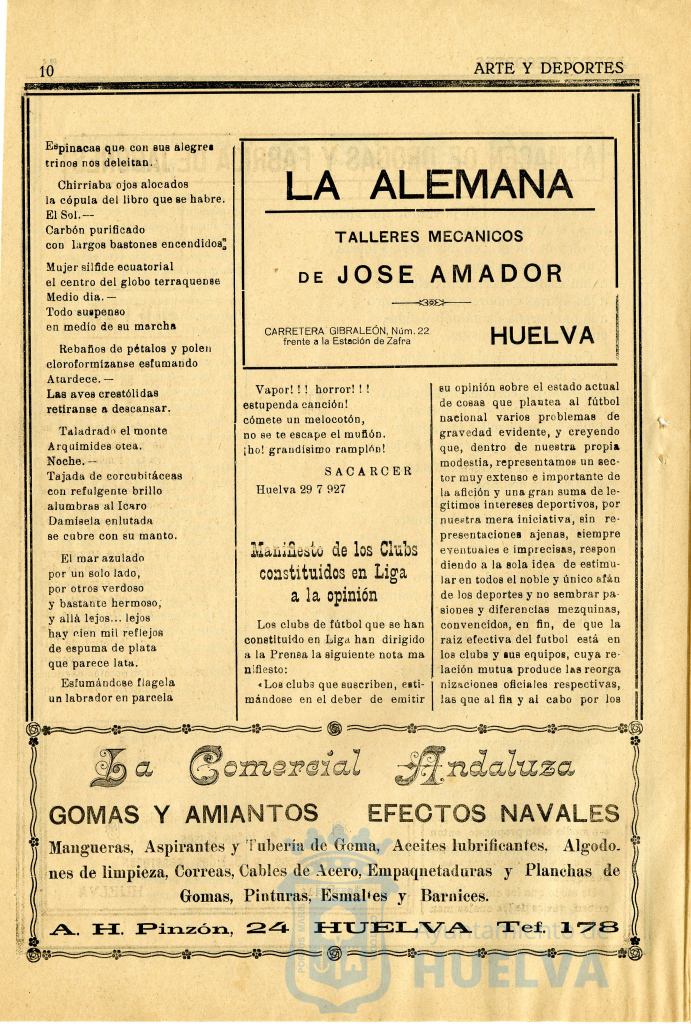 10
ARTE Y DEPORTES
Espinacas que con sus alegres
trinos nos deleitan.
Chirriaba ojos alocados
la cópula del libro que se habre.
El Sol.—
Carbón purificado
con largos bastones encendidos.
Mujer silfide ecuatorial
el centro del globo terraquense
Medio dia.—
Todo suspenso
en medio de su marcha
Rebaños de pétalos y polen
cloroformizanse esfumando
Atardece.—
Las aves crestólidas
retiranse a descansar.
Taladrado el monte
Arquimides otea.
Noche.—
Tajada de corcubitáceas
con refulgente brillo
alumbras al Icaro
Damisela enlutada
se cubre con su manto.
El mar azulado
por un solo lado,
por otros verdoso
y bastante hermoso,
y allá lejos... lejos
hay cien mil reflejos
de espuma de plata
que parece lata.
Esfumándose flagela
un labrador en parcela
LA ALEMANA
TALLERES MECANICOS
DE JOSE AMADOR
CARRETERA GIBRALEÓN, Núm. 22
frente a la Estación de Zafra
HUELVA
Vapor!!! horror!!!
estupenda canción!
cómete un melocotón,
no se te escape el muñón.
¡ho! grandisimo ramplón!
SACARCER
Huelva 29 7 927
Manifiesto de los Clubs
constituidos en Liga
a la opinión
Los clubs de fútbol que se han
constituido en Liga han dirigido
a la Prensa la siguiente nota ma
nifiesto:
«Los clubs que suscriben, esti-
mándose en el deber de emitir
su opinión sobre el estado actual
de cosas que plantea al fútbol
nacional varios problemas de
gravedad evidente, y creyendo
que, dentro de nuestra propia
modestia, representamos un sec-
tor muy extenso e importante de
la afición y una gran suma de le-
gitimos intereses deportivos, por
nuestra mera iniciativa, sin re-
presentaciones ajenas, siempre
eventuales e imprecisas, respon
diendo a la sola idea de estimu-
lar en todos el noble y único afán
de los deportes y no sembrar pa-
siones y diferencias mezquinas,
convencidos, en fin, de que la
raiz efectiva del futbol está en
los clubs y sus equipos, cuya re-
lación mutua produce las reorga
nizaciones oficiales respectivas,
las que al fin y al cabo por los
La Comercial Andaluza
GOMAS Y AMIANTOS EFECTOS NAVALES
Mangueras, Aspirantes y Tuberia de Goma, Aceites lubrificantes, Algodo-
nes de limpieza, Correas, Cables de Acero, Empaquetaduras y Planchas de
Gomas, Pinturas, Esmaltes y Barnices.
A. H. Pinzón, 24 HUELVA Tef. 178
Ayuntamiento de
HUELVA